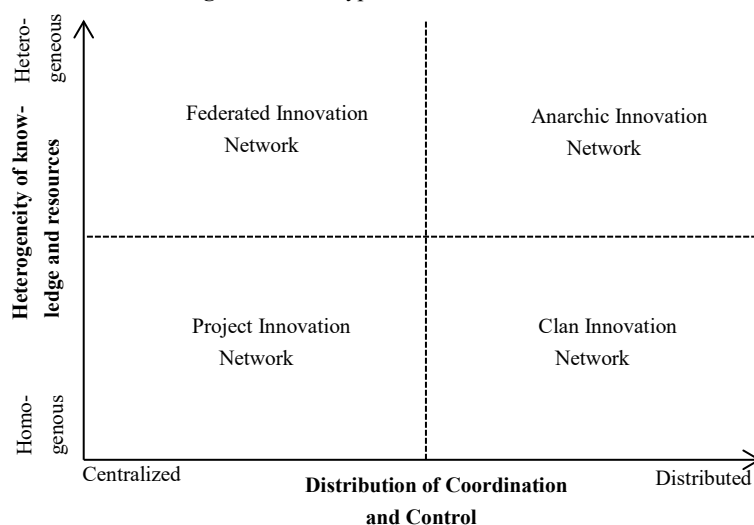 Hetero-
geneous
Heterogeneity of know-
ledge and resources
Homo-
genous
Federated Innovation
Network
Anarchic Innovation
Network
Project Innovation
Network
Clan Innovation
Network
Centralized
Distributed
Distribution of Coordination
and Control